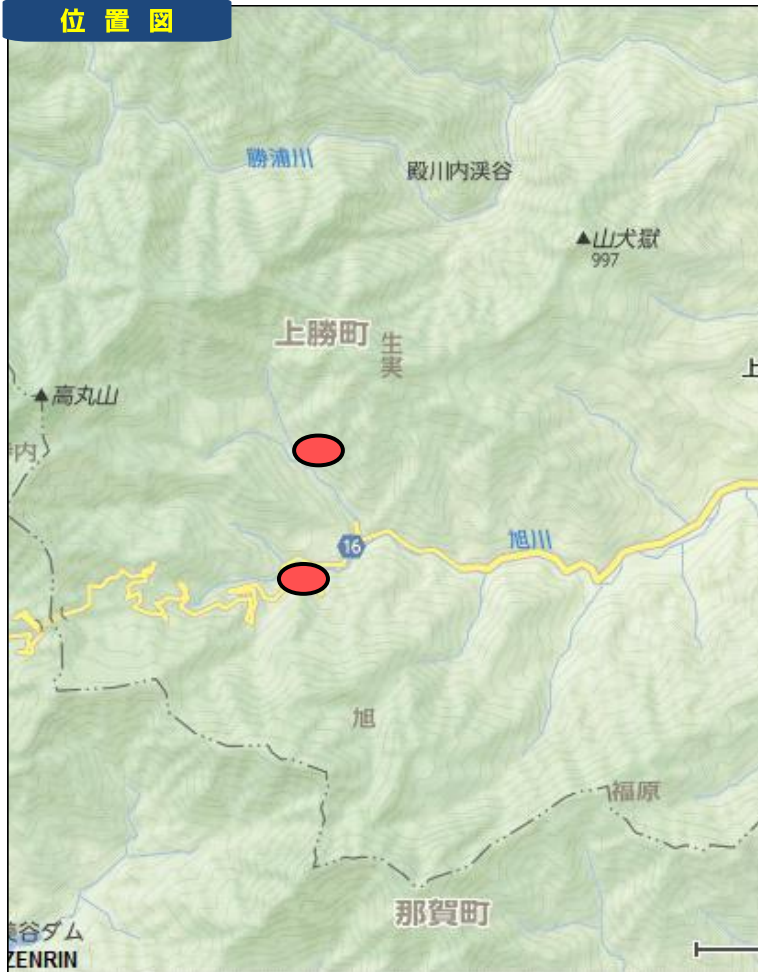 位置図
勝浦川
殿川内渓谷
▲山犬嶽
997
上勝町
生実
上
▲高丸山
内
16
旭川
旭
福原
那賀町
谷ダム
ZENRIN